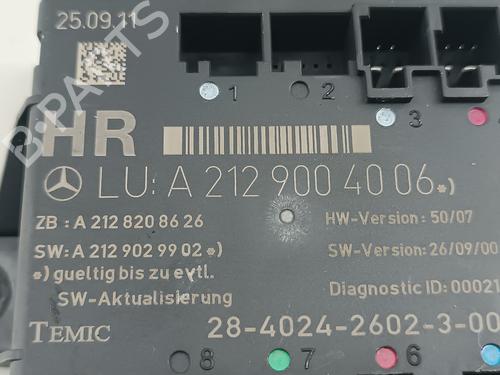 25.09.11
1 2 3 4
HR
LU: A 212 900 40 06 *)
ZB : A 212 820 86 26
HW-Version: 50/07
SW: A 212 902 99 02 *)
SW-Version: 26/09/00
*) gueltig bis zu evtl.
SW-Aktualisierung
Diagnostic ID: 00021
TEMIC
28-4024-2602-3-00
8 7 6
B-PARTS